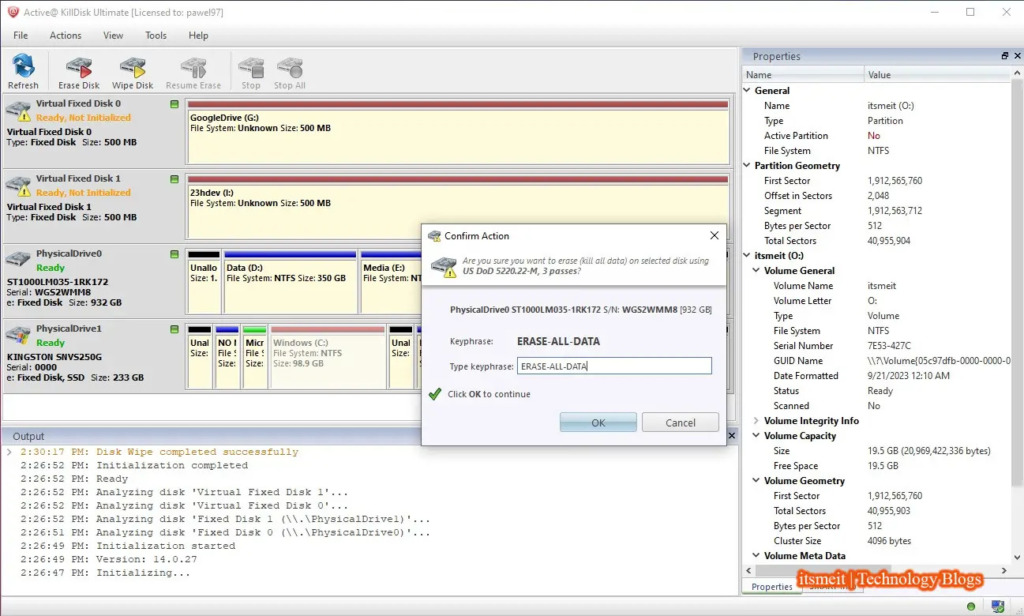 Active@ KillDisk Ultimate [Licensed to: pawel97]
File Actions View Tools Help
Refresh Erase Disk Wipe Disk Resume Erase Stop Stop All
Virtual Fixed Disk 0
Ready, Not Initialized
Virtual Fixed Disk 0
Type: Fixed Disk Size: 500 MB
GoogleDrive (G:)
File System: Unknown Size: 500 MB
Virtual Fixed Disk 1
Ready, Not Initialized
Virtual Fixed Disk 1
Type: Fixed Disk Size: 500 MB
23hdev (I:)
File System: Unknown Size: 500 MB
PhysicalDrive0
Ready
ST1000LM035-1RK172
Serial: WGS2WMM8
e: Fixed Disk Size: 932 GB
Unallo
Size: 1.
Data (D:)
File System: NTFS Size: 350 GB
Media (E:)
File System: NT
PhysicalDrive1
Ready
KINGSTON SNVS250G
Serial: 0000
e: Fixed Disk, SSD Size: 233 GB
Unal
Size:
NO N
File S
Size:
Micr
File S
Size:
Windows (C:)
File System: NTFS
Size: 98.9 GB
Unal
Size:
File
Size
Confirm Action
Are you sure you want to erase (kill all data) on selected disk using
US DoD 5220.22-M, 3 passes?
PhysicalDrive0 ST1000LM035-1RK172 S/N: WGS2WMM8 [932 GB]
Keyphrase: ERASE-ALL-DATA
Type keyphrase: ERASE-ALL-DATA
Click OK to continue
OK Cancel
Output
2:30:17 PM: Disk Wipe completed successfully
2:26:52 PM: Initialization completed
2:26:52 PM: Ready
2:26:52 PM: Analyzing disk 'Virtual Fixed Disk 1'...
2:26:52 PM: Analyzing disk 'Virtual Fixed Disk 0'...
2:26:52 PM: Analyzing disk 'Fixed Disk 1 (\\.\PhysicalDrive1)'...
2:26:51 PM: Analyzing disk 'Fixed Disk 0 (\\.\PhysicalDrive0)'...
2:26:49 PM: Initialization started
2:26:49 PM: Version: 14.0.27
2:26:47 PM: Initializing...
Properties
Name Value
General
Name itsmeit (O:)
Type Partition
Active Partition No
File System NTFS
Partition Geometry
First Sector 1,912,565,760
Offset in Sectors 2,048
Segment 1,912,563,712
Bytes per Sector 512
Total Sectors 40,955,904
itsmeit (O:)
Volume General
Volume Name itsmeit
Volume Letter O:
Type Volume
File System NTFS
Serial Number 7E53-427C
GUID Name \\?\Volume{05c97dfb-0000-0000-0
Date Formatted 9/21/2023 12:10 AM
Status Ready
Scanned No
Volume Integrity Info
Volume Capacity
Size 19.5 GB (20,969,422,336 bytes)
Free Space 19.5 GB
Volume Geometry
First Sector 1,912,565,760
Total Sectors 40,955,903
Bytes per Sector 512
Cluster Size 4096 bytes
Volume Meta Data
itsmeit | Technology Blogs
Properties